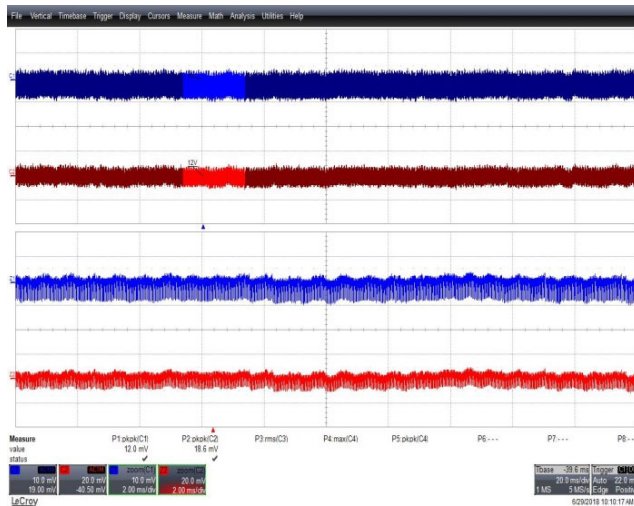 File Vertical Timebase Trigger Display Cursors Measure Math Analysis Utilities Help
12V
Measure P1:pkpk(C1) P2:pkpk(C2) P3:rms(C3) P4:max(C4) P5:pkpk(C4) P6:- - - P7:- - - P8:- - -
value 12.0 mV 18.6 mV
status ✓ ✓
zoom(C1) zoom(C2) Tbase -39.6 ms Trigger
10.0 mV 20.0 mV 10.0 mV 20.0 mV 20.0 ms/div Auto 22.0 m
19.00 mV -40.50 mV 2.00 ms/div 2.00 ms/div 1 MS 5 MS/s Edge Positiv
LeCroy 6/29/2018 10:10:17 AM